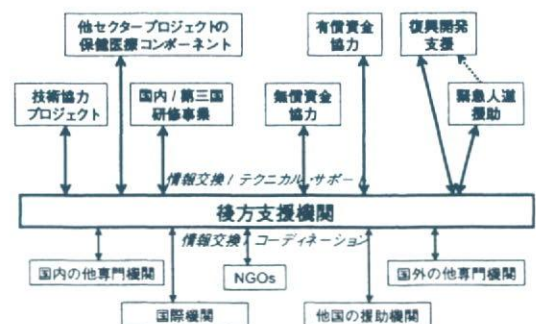 他セクタープロジェクトの
保健医療コンポーネント
有償資金
協力
復興開発
支援
技術協力
プロジェクト
国内 / 第三国
研修事業
無償資金
協力
緊急人道
援助
情報交換 / テクニカル・サポート
後方支援機関
情報交換 / コーディネーション
国内の他専門機関
NGOs
国外の他専門機関
国際機関
他国の援助機関